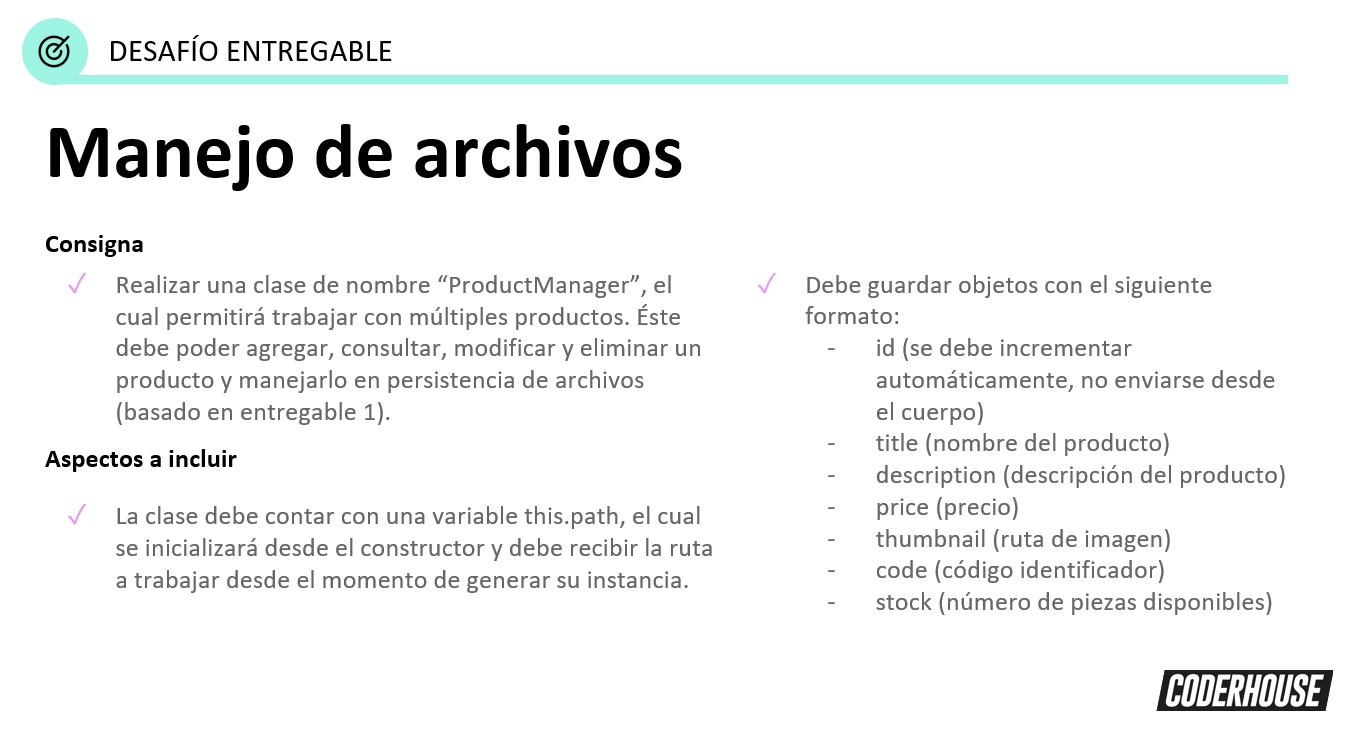 DESAFÍO ENTREGABLE
Manejo de archivos
Consigna
Realizar una clase de nombre “ProductManager”, el
cual permitirá trabajar con múltiples productos. Éste
debe poder agregar, consultar, modificar y eliminar un
producto y manejarlo en persistencia de archivos
(basado en entregable 1).
Aspectos a incluir
La clase debe contar con una variable this.path, el cual
se inicializará desde el constructor y debe recibir la ruta
a trabajar desde el momento de generar su instancia.
Debe guardar objetos con el siguiente
formato:
- id (se debe incrementar
automáticamente, no enviarse desde
el cuerpo)
- title (nombre del producto)
- description (descripción del producto)
- price (precio)
- thumbnail (ruta de imagen)
- code (código identificador)
- stock (número de piezas disponibles)
CODERHOUSE